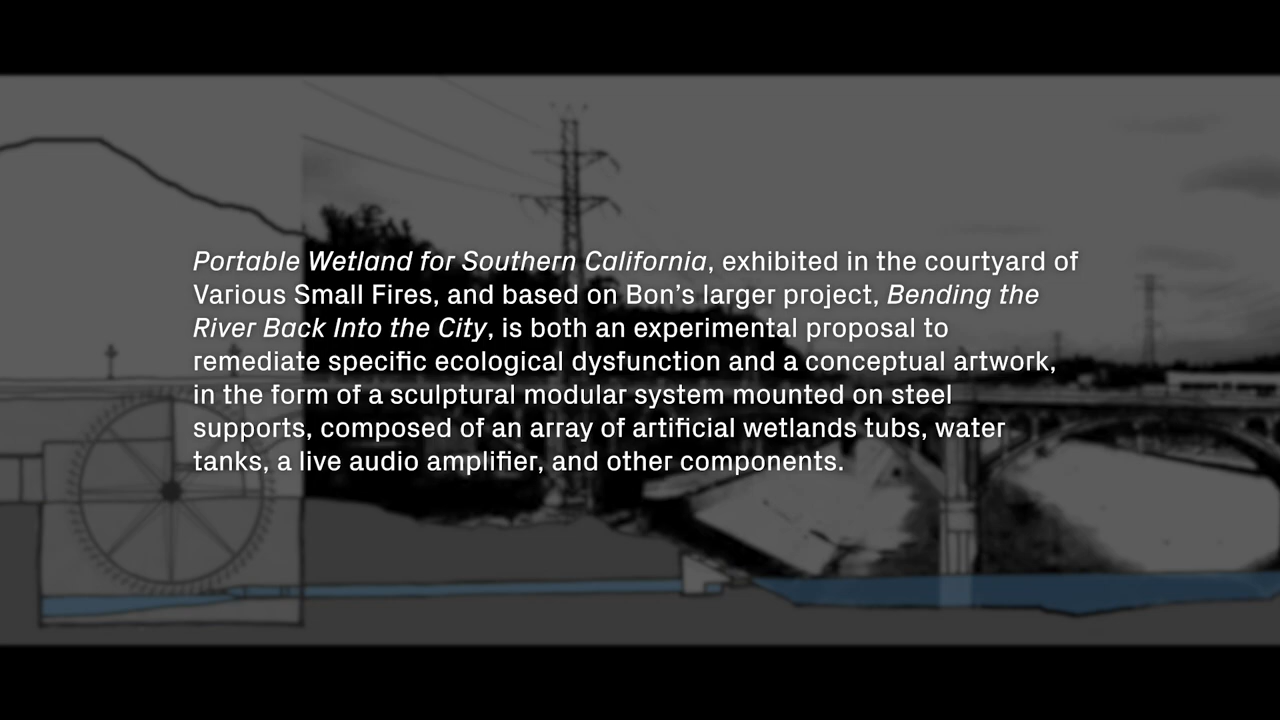 Portable Wetland for Southern California, exhibited in the courtyard of
Various Small Fires, and based on Bon’s larger project, Bending the
River Back Into the City, is both an experimental proposal to
remediate specific ecological dysfunction and a conceptual artwork,
in the form of a sculptural modular system mounted on steel
supports, composed of an array of artificial wetlands tubs, water
tanks, a live audio amplifier, and other components.